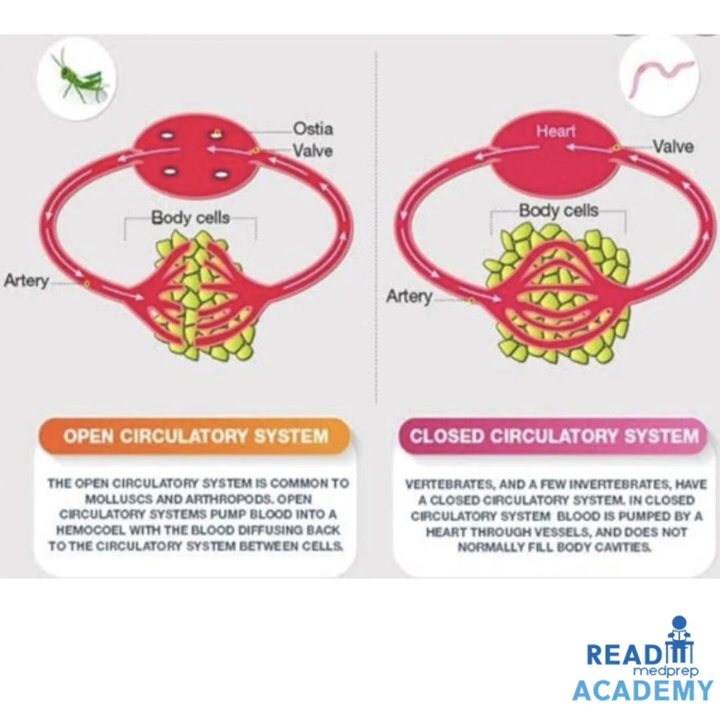 Ostia
Valve
Body cells
Artery
Heart
Valve
Body cells
Artery
OPEN CIRCULATORY SYSTEM
THE OPEN CIRCULATORY SYSTEM IS COMMON TO
MOLLUSCS AND ARTHROPODS. OPEN
CIRCULATORY SYSTEMS PUMP BLOOD INTO A
HEMOCOEL WITH THE BLOOD DIFFUSING BACK
TO THE CIRCULATORY SYSTEM BETWEEN CELLS.
CLOSED CIRCULATORY SYSTEM
VERTEBRATES, AND A FEW INVERTEBRATES, HAVE
A CLOSED CIRCULATORY SYSTEM. IN CLOSED
CIRCULATORY SYSTEM BLOOD IS PUMPED BY A
HEART THROUGH VESSELS, AND DOES NOT
NORMALLY FILL BODY CAVITIES.
READ
medprep
ACADEMY